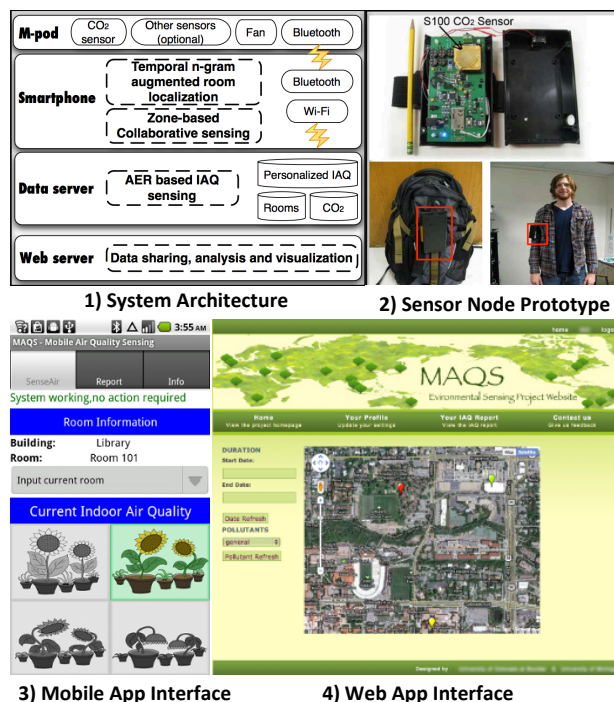 M-pod
CO₂ sensor
Other sensors (optional)
Fan
Bluetooth
Smartphone
Temporal n-gram augmented room localization
Bluetooth
Zone-based Collaborative sensing
Wi-Fi
Data server
AER based IAQ sensing
Personalized IAQ
Rooms
CO₂
Web server
Data sharing, analysis and visualization
1) System Architecture
S100 CO₂ Sensor
2) Sensor Node Prototype
3:55 AM
MAQS - Mobile Air Quality Sensing
SenseAir Report Info
System working,no action required
Room Information
Building: Library
Room: Room 101
Input current room
Current Indoor Air Quality
3) Mobile App Interface
home
MAQS
Evironmental Sensing Project Website
Home Your Profile Your IAQ Report Contact us
View the project homepage Update your settings View the IAQ report Give us feedback
DURATION
Start Date:
End Date:
Date Refresh
POLLUTANTS
general
Pollutant Refresh
Map Satellite
Designed by
4) Web App Interface